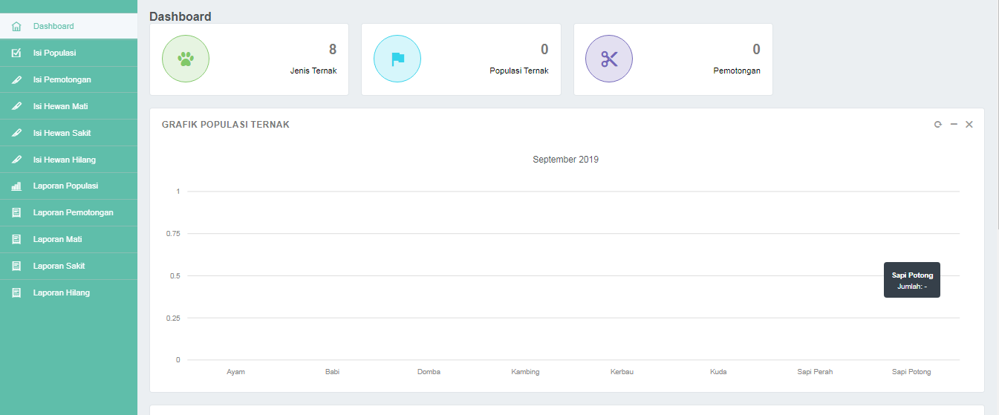 Dashboard
Isi Populasi
Isi Pemotongan
Isi Hewan Mati
Isi Hewan Sakit
Isi Hewan Hilang
Laporan Populasi
Laporan Pemotongan
Laporan Mati
Laporan Sakit
Laporan Hilang
Dashboard
8
Jenis Ternak
0
Populasi Ternak
0
Pemotongan
GRAFIK POPULASI TERNAK
September 2019
1
0.75
0.5
0.25
0
Sapi Potong
Jumlah: -
Ayam Babi Domba Kambing Kerbau Kuda Sapi Perah Sapi Potong